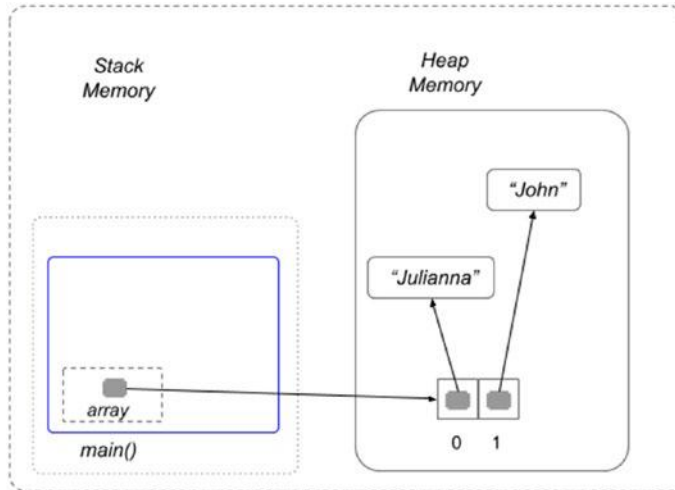 Stack
Memory
Heap
Memory
“John”
“Julianna”
array
0 1
main()